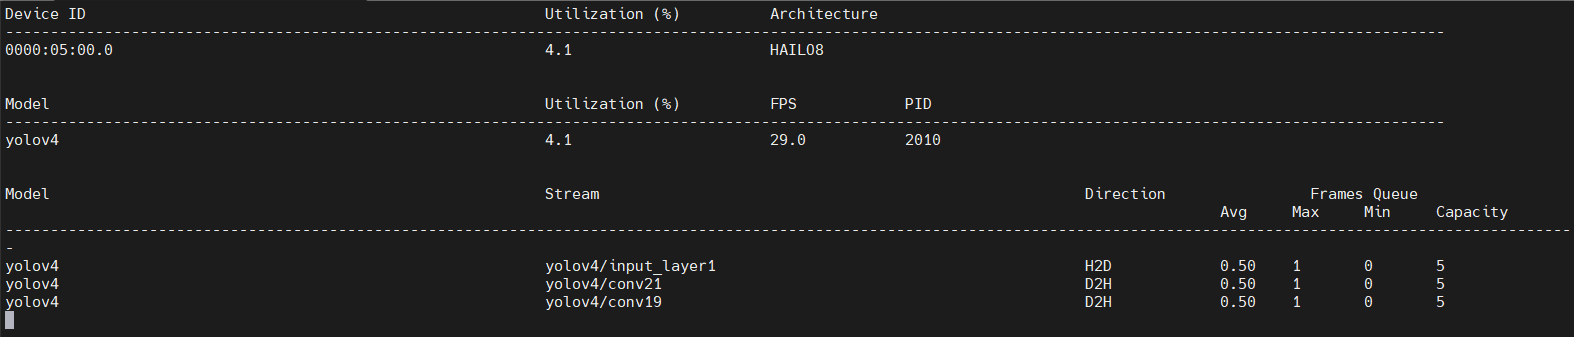 Device ID Utilization (%) Architecture
----------------------------------------------------------------------------------------------------------------------------------------------------------------
0000:05:00.0 4.1 HAILO8
Model Utilization (%) FPS PID
----------------------------------------------------------------------------------------------------------------------------------------------------------------
yolov4 4.1 29.0 2010
Model Stream Direction Frames Queue
Avg Max Min Capacity
------------------------------------------------------------------------------------------------------------------------------------------------------------------------------
-
yolov4 yolov4/input_layer1 H2D 0.50 1 0 5
yolov4 yolov4/conv21 D2H 0.50 1 0 5
yolov4 yolov4/conv19 D2H 0.50 1 0 5